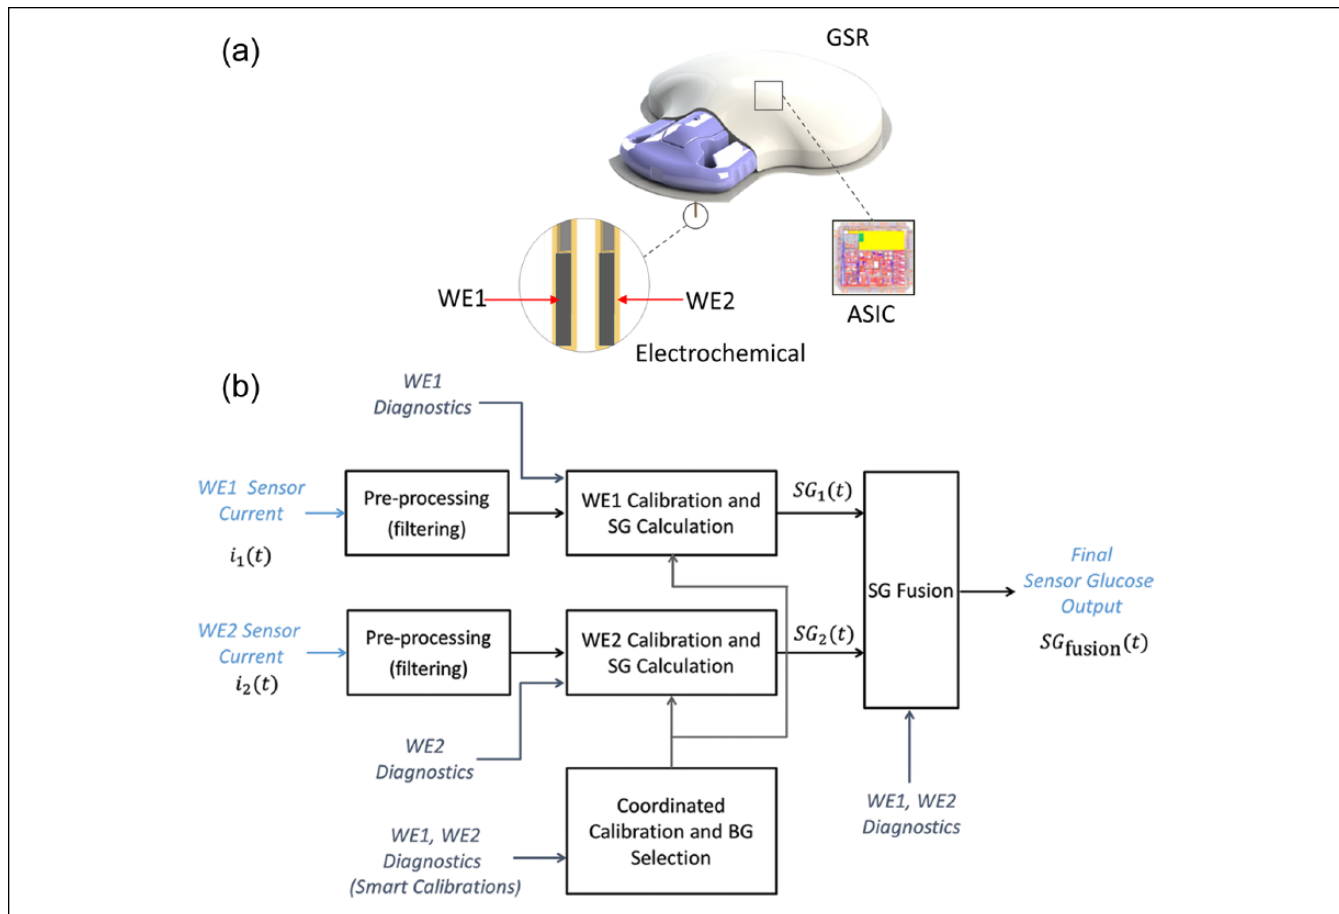 (a)
GSR
WE1
WE2
ASIC
Electrochemical
(b)
WE1
Diagnostics
WE1 Sensor
Current
i₁(t)
Pre-processing
(filtering)
WE1 Calibration and
SG Calculation
SG₁(t)
SG Fusion
Final
Sensor Glucose
Output
SG_fusion(t)
WE2 Sensor
Current
i₂(t)
Pre-processing
(filtering)
WE2 Calibration and
SG Calculation
SG₂(t)
WE2
Diagnostics
WE1, WE2
Diagnostics
(Smart Calibrations)
Coordinated
Calibration and BG
Selection
WE1, WE2
Diagnostics